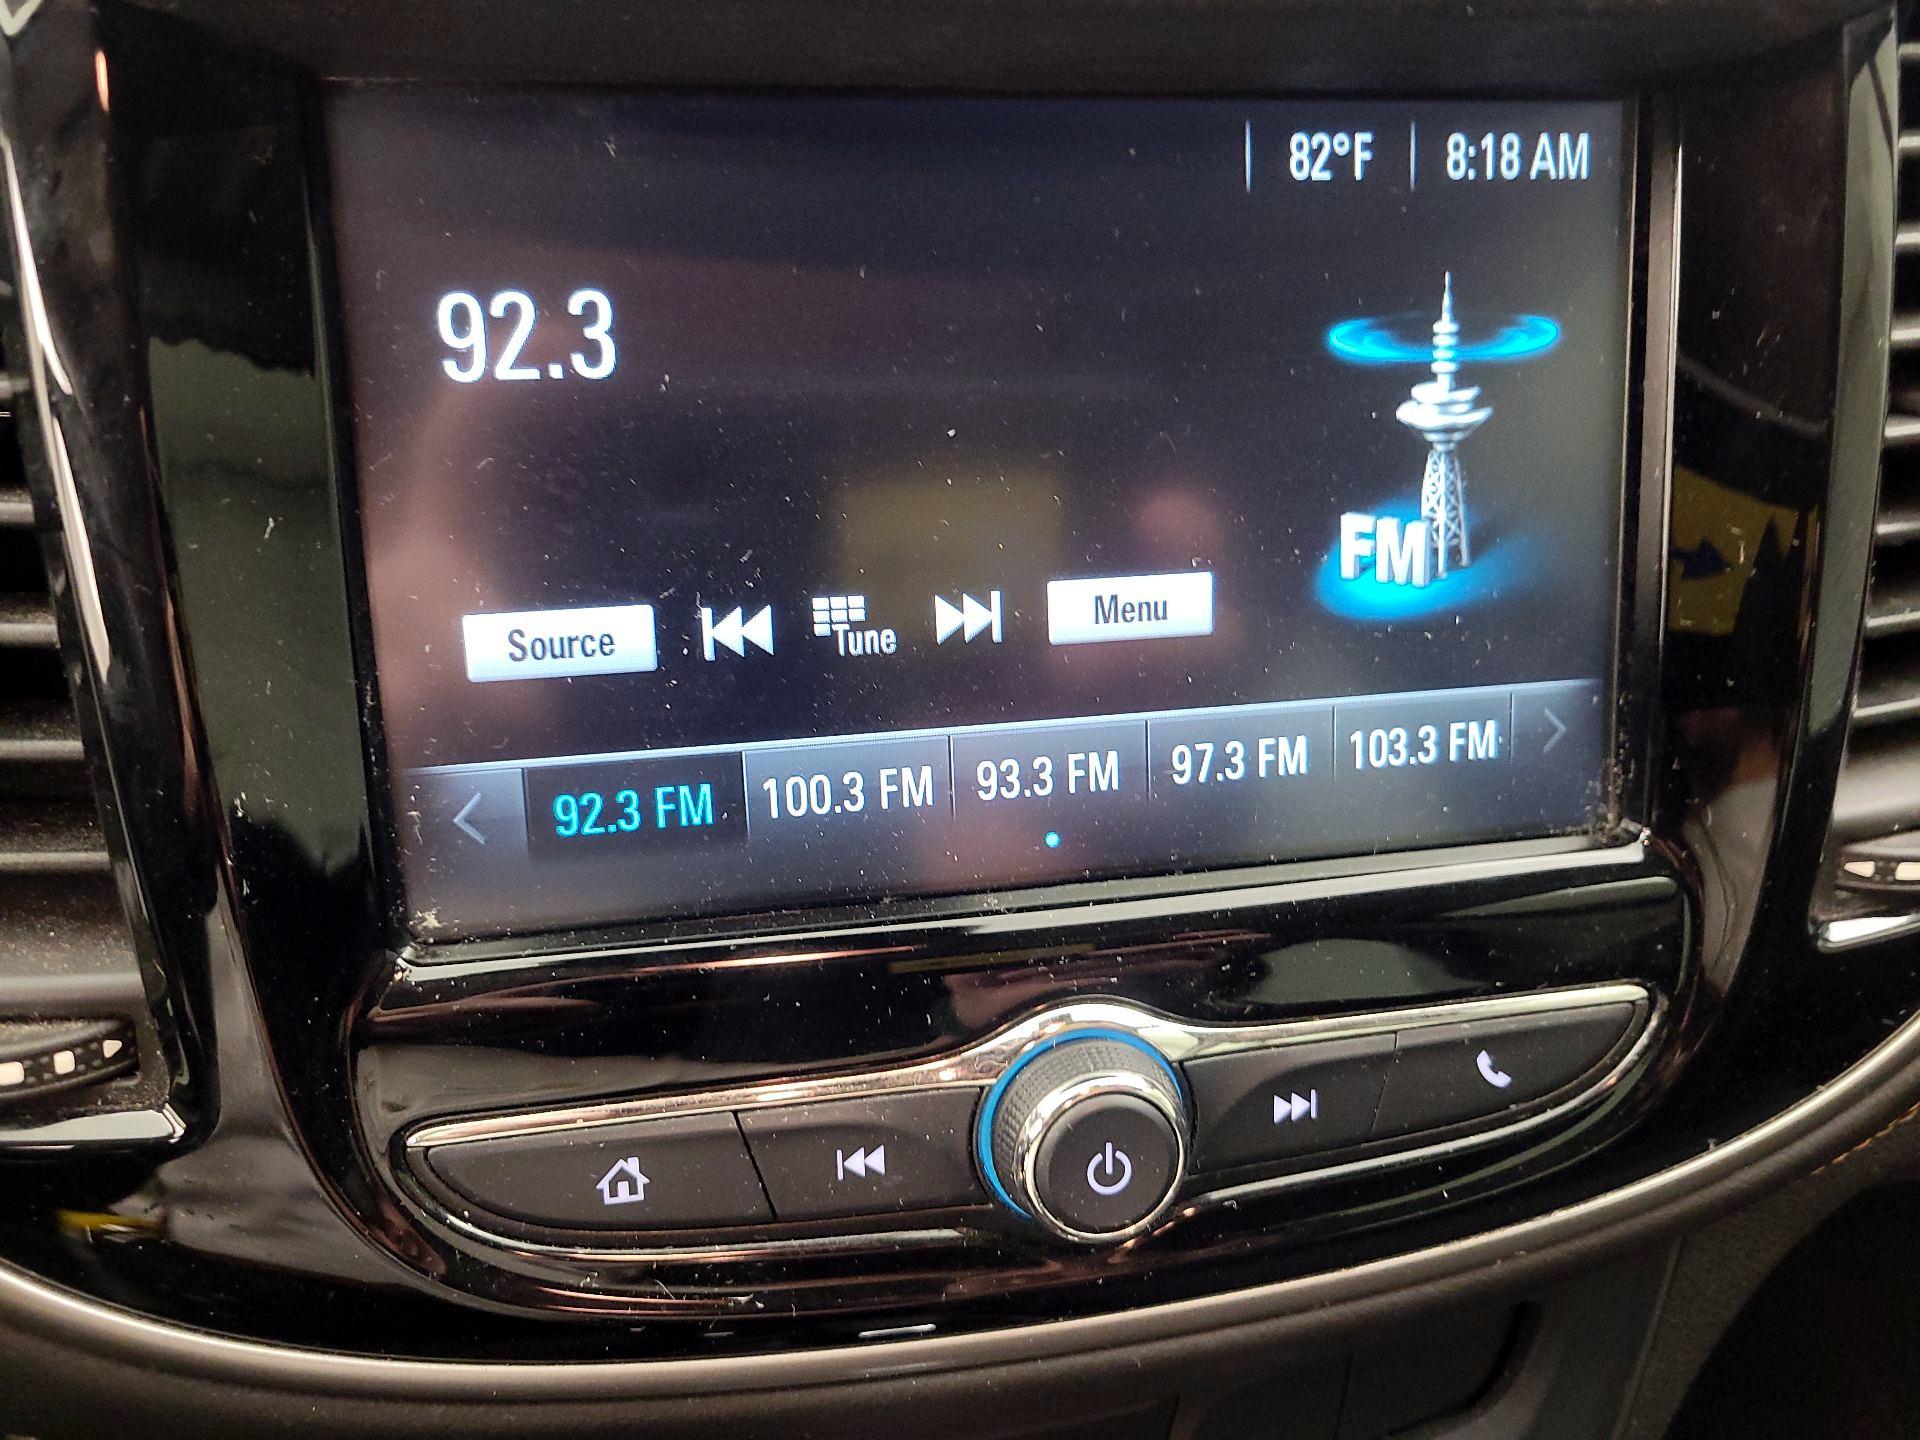 82°F 8:18 AM
92.3
FM
Source Tune Menu
92.3 FM 100.3 FM 93.3 FM 97.3 FM 103.3 FM